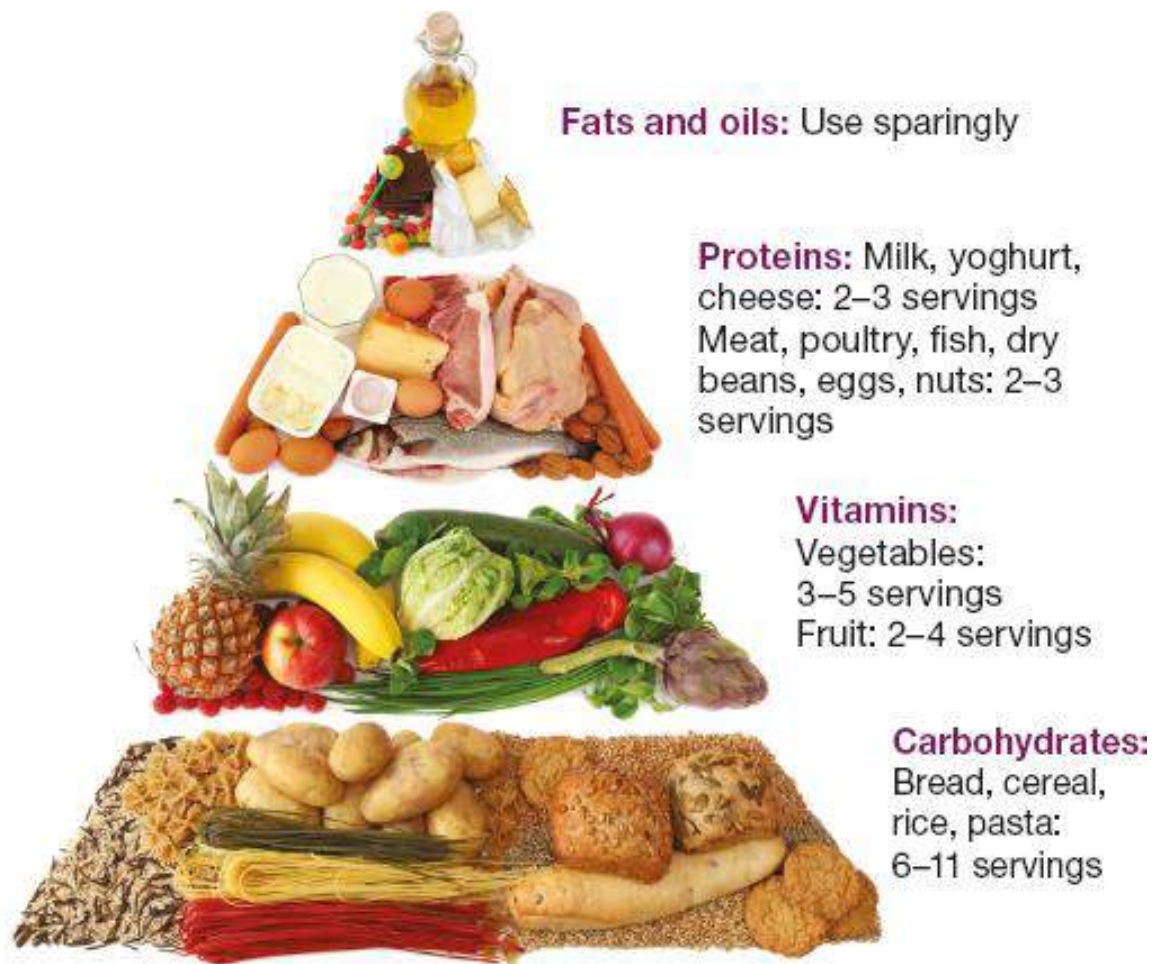 Fats and oils: Use sparingly
Proteins: Milk, yoghurt,
cheese: 2–3 servings
Meat, poultry, fish, dry
beans, eggs, nuts: 2–3
servings
Vitamins:
Vegetables:
3–5 servings
Fruit: 2–4 servings
Carbohydrates:
Bread, cereal,
rice, pasta:
6–11 servings